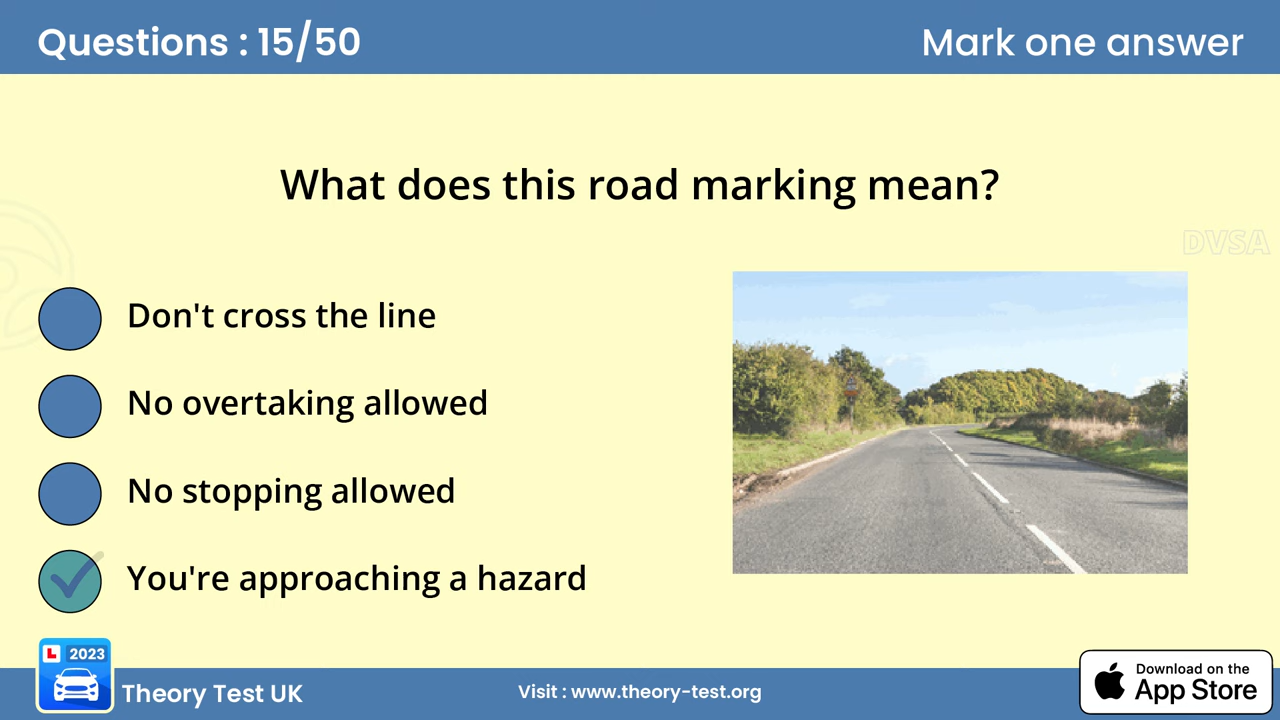 Questions : 15/50
Mark one answer
What does this road marking mean?
DVSA
Don't cross the line
No overtaking allowed
No stopping allowed
You're approaching a hazard
L 2023
Theory Test UK
Visit : www.theory-test.org
Download on the
App Store